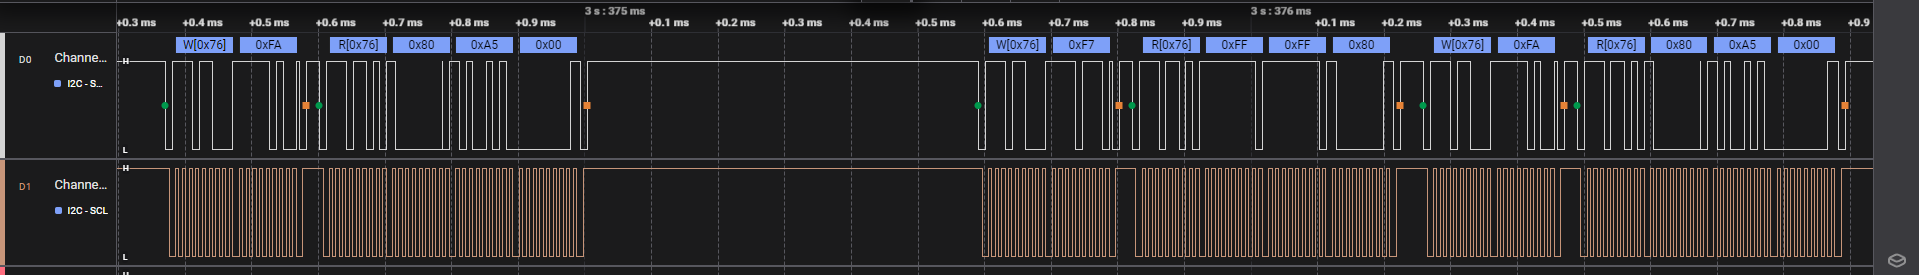 3 s : 375 ms 3 s : 376 ms
+0.3 ms +0.4 ms +0.5 ms +0.6 ms +0.7 ms +0.8 ms +0.9 ms +0.1 ms +0.2 ms +0.3 ms +0.4 ms +0.5 ms +0.6 ms +0.7 ms +0.8 ms +0.9 ms +0.1 ms +0.2 ms +0.3 ms +0.4 ms +0.5 ms +0.6 ms +0.7 ms +0.8 ms +0.9
W[0x76] 0xFA R[0x76] 0x80 0xA5 0x00 W[0x76] 0xF7 R[0x76] 0xFF 0xFF 0x80 W[0x76] 0xFA R[0x76] 0x80 0xA5 0x00
D0 Channe... H
I2C - S...
L
D1 Channe... H
I2C - SCL
L
H